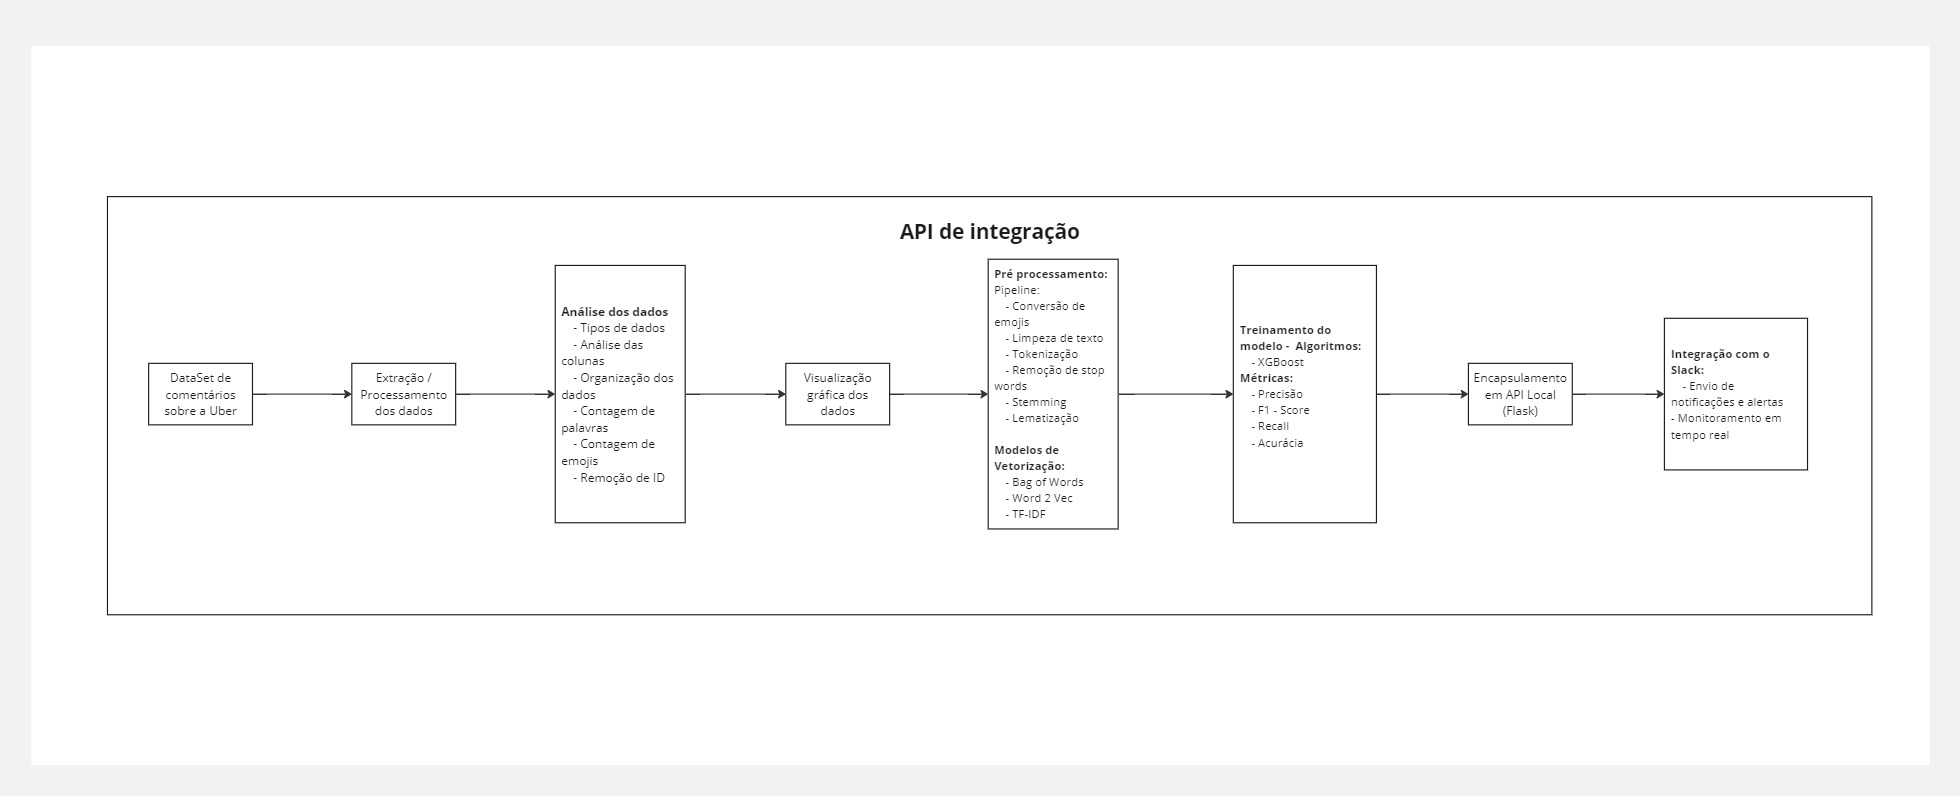 API de integração
DataSet de
comentários
sobre a Uber
Extração /
Processamento
dos dados
Análise dos dados
- Tipos de dados
- Análise das
colunas
- Organização dos
dados
- Contagem de
palavras
- Contagem de
emojis
- Remoção de ID
Visualização
gráfica dos
dados
Pré processamento:
Pipeline:
- Conversão de
emojis
- Limpeza de texto
- Tokenização
- Remoção de stop
words
- Stemming
- Lematização
Modelos de
Vetorização:
- Bag of Words
- Word 2 Vec
- TF-IDF
Treinamento do
modelo - Algoritmos:
- XGBoost
Métricas:
- Precisão
- F1 - Score
- Recall
- Acurácia
Encapsulamento
em API Local
(Flask)
Integração com o
Slack:
- Envio de
notificações e alertas
- Monitoramento em
tempo real